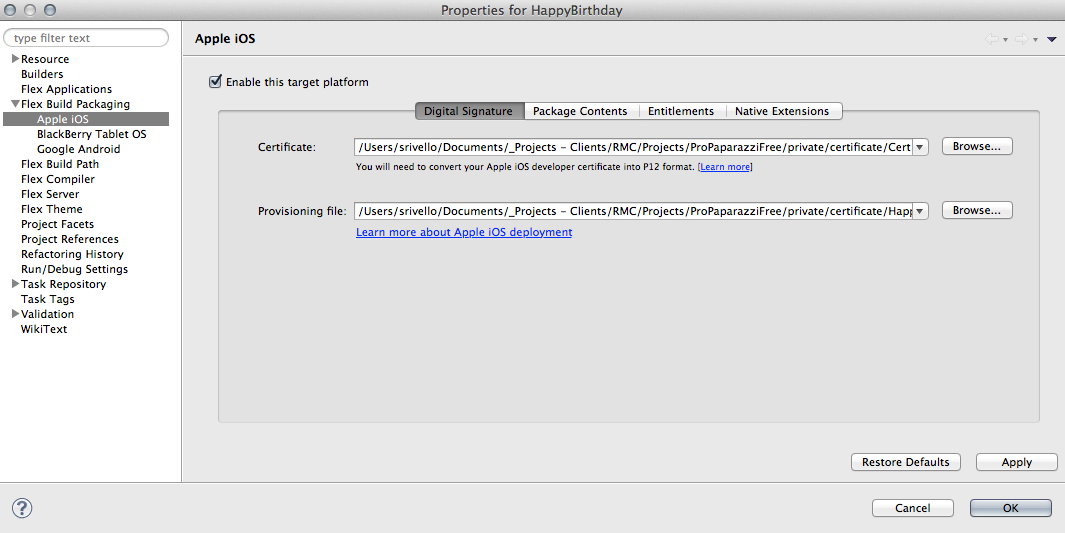 Properties for HappyBirthday
type filter text
Resource
Builders
Flex Applications
Flex Build Packaging
Apple iOS
BlackBerry Tablet OS
Google Android
Flex Build Path
Flex Compiler
Flex Server
Flex Theme
Project Facets
Project References
Refactoring History
Run/Debug Settings
Task Repository
Task Tags
Validation
WikiText
Apple iOS
Enable this target platform
Digital Signature Package Contents Entitlements Native Extensions
Certificate: /Users/srivello/Documents/_Projects – Clients/RMC/Projects/ProPaparazziFree/private/certificate/Cert Browse...
You will need to convert your Apple iOS developer certificate into P12 format. [Learn more]
Provisioning file: /Users/srivello/Documents/_Projects – Clients/RMC/Projects/ProPaparazziFree/private/certificate/Happ Browse...
Learn more about Apple iOS deployment
Restore Defaults Apply
? Cancel OK